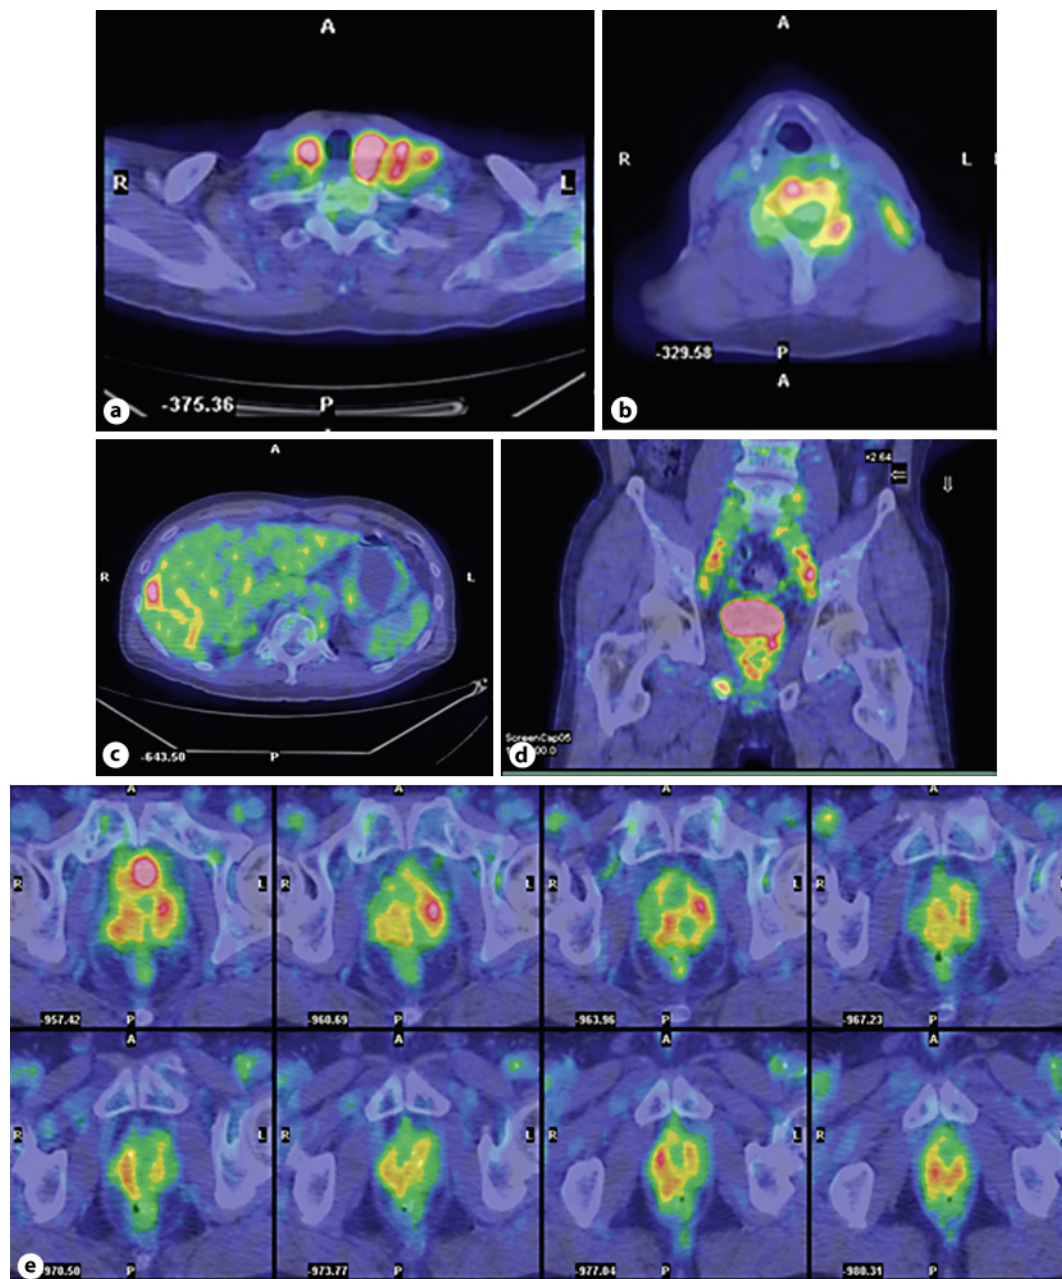 A
R
L
-375.36
P
a
A
R
L
-329.58
P
A
b
A
R
L
-643.50
P
c
×2.64
ScreenCap05
d
A
R
L
-957.42
P
A
R
L
-960.69
P
A
R
L
-963.96
P
A
R
L
-967.23
P
A
R
L
-970.50
P
A
R
L
-973.77
P
A
R
L
-977.04
P
A
R
L
-980.31
P
e